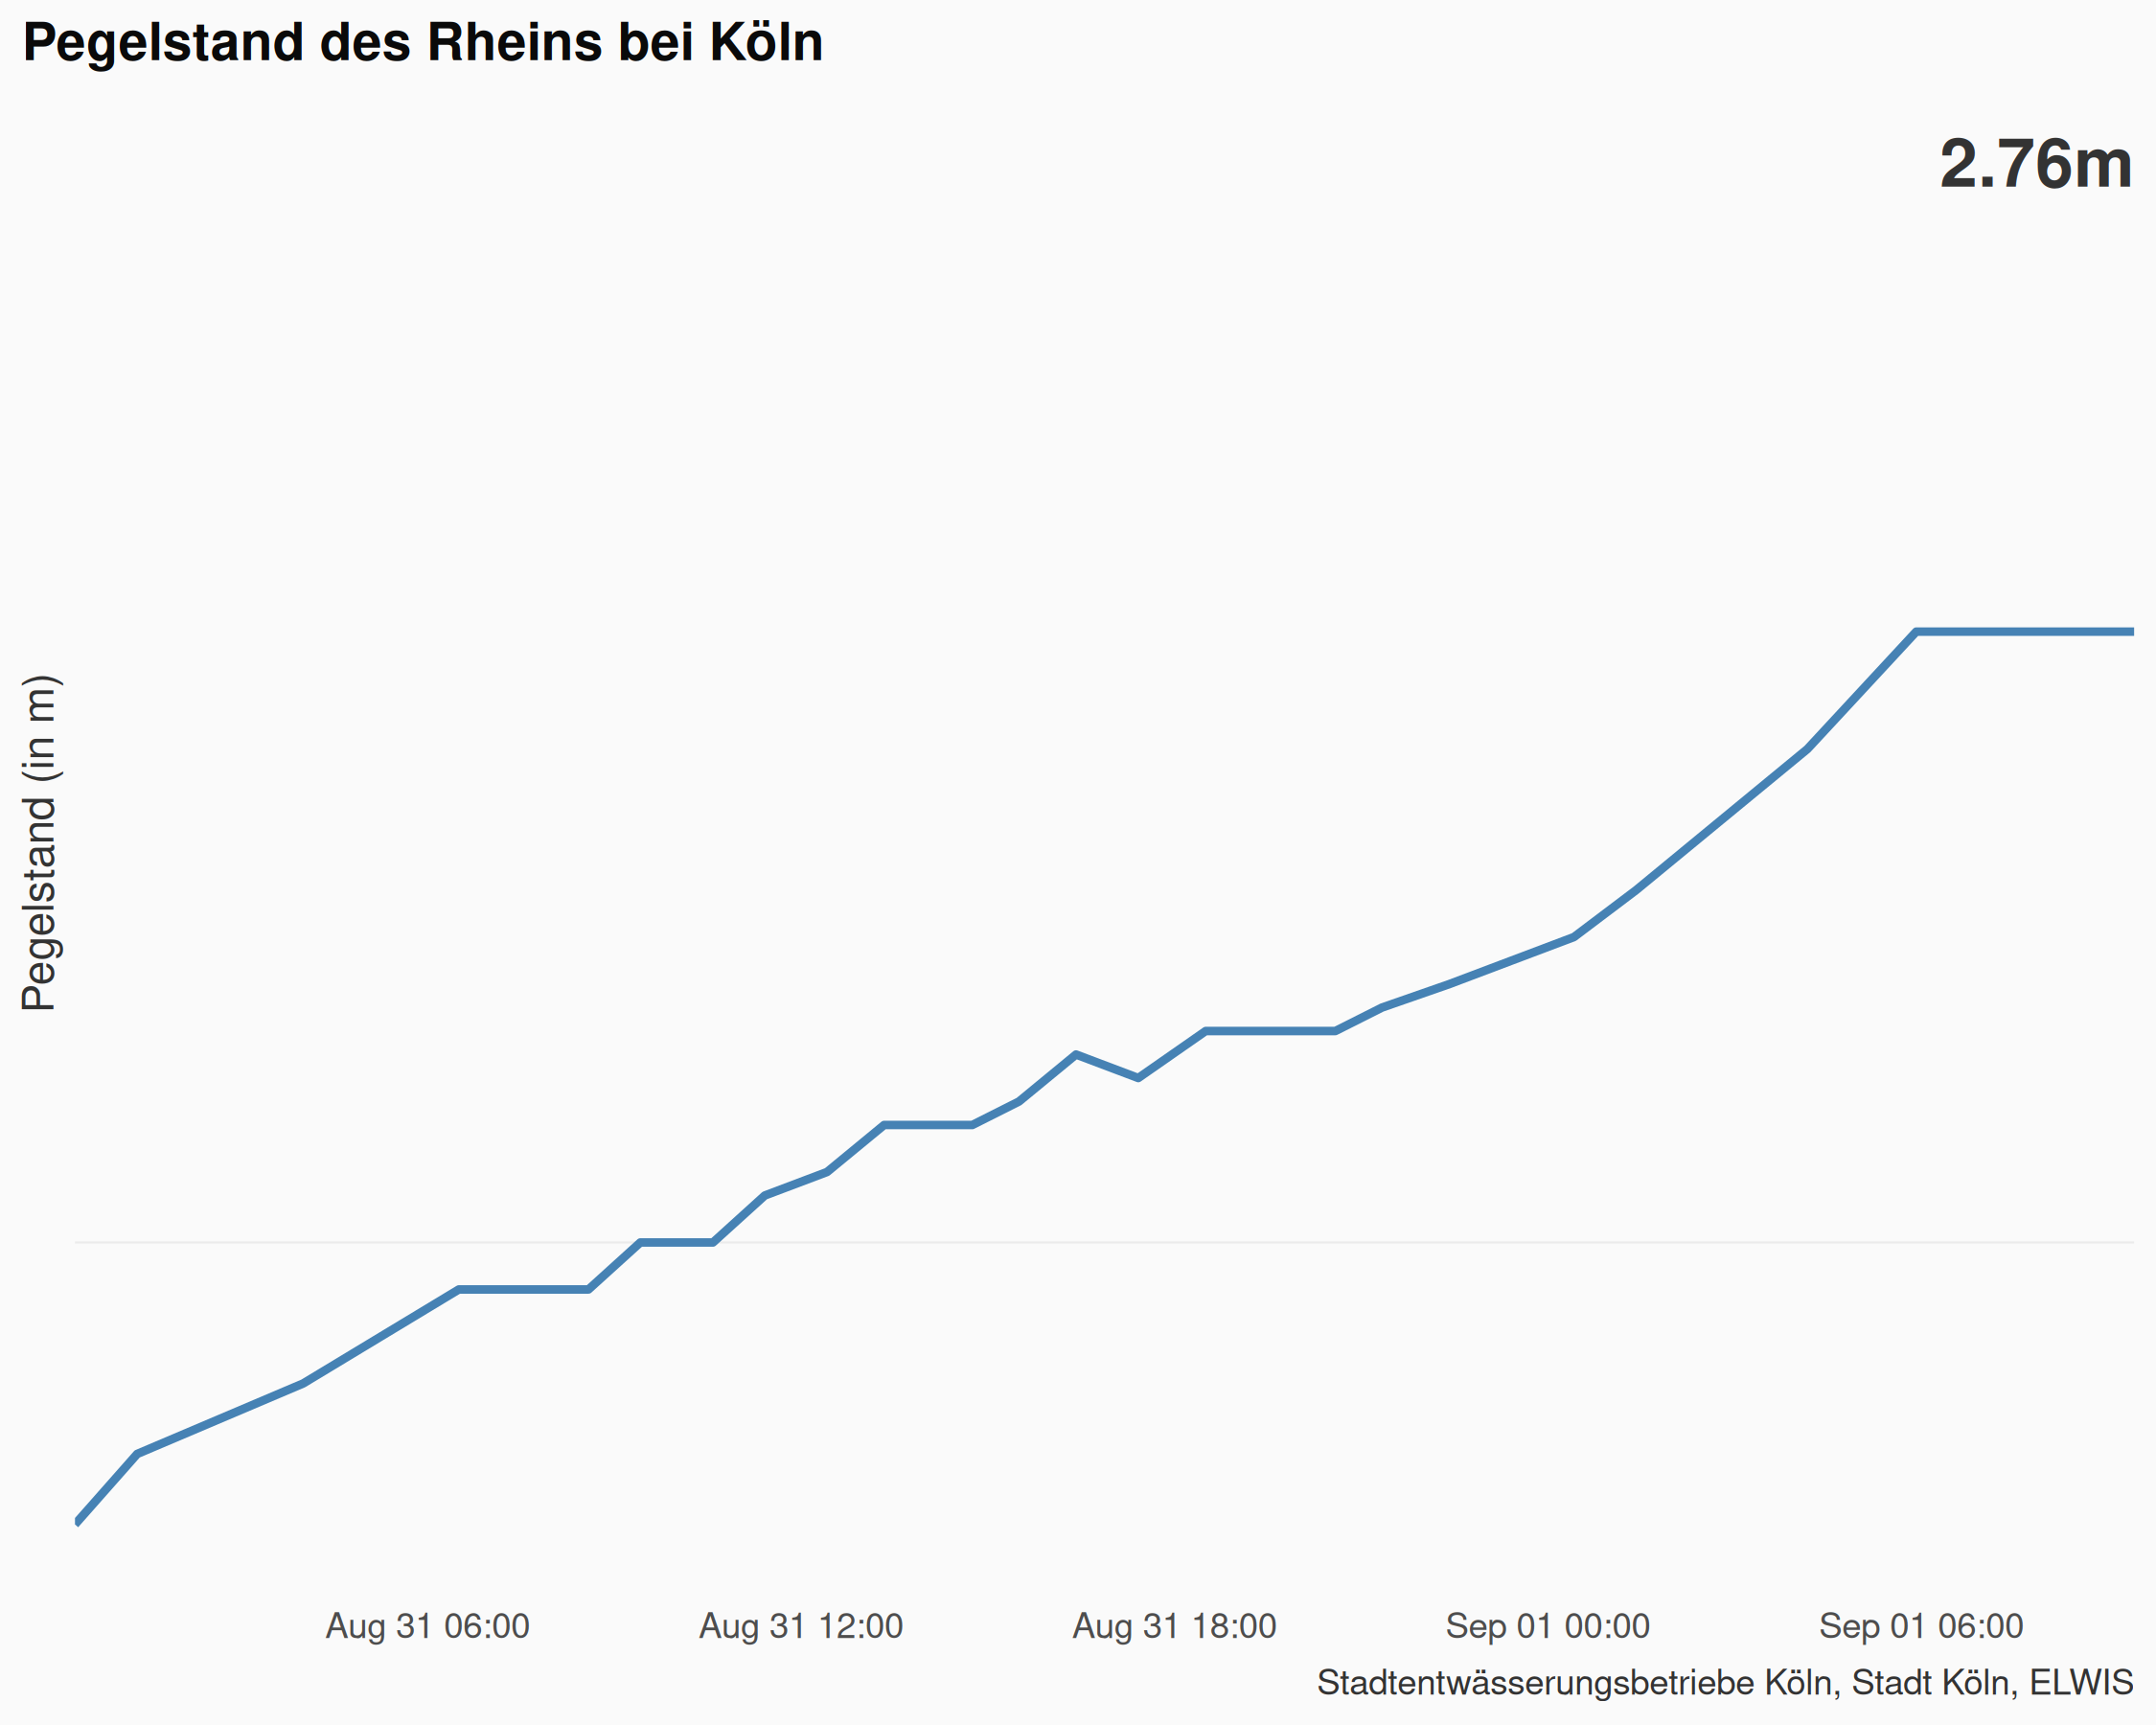 Pegelstand des Rheins bei Köln
2.76m
Pegelstand (in m)
Aug 31 06:00 Aug 31 12:00 Aug 31 18:00 Sep 01 00:00 Sep 01 06:00
Stadtentwässerungsbetriebe Köln, Stadt Köln, ELWIS